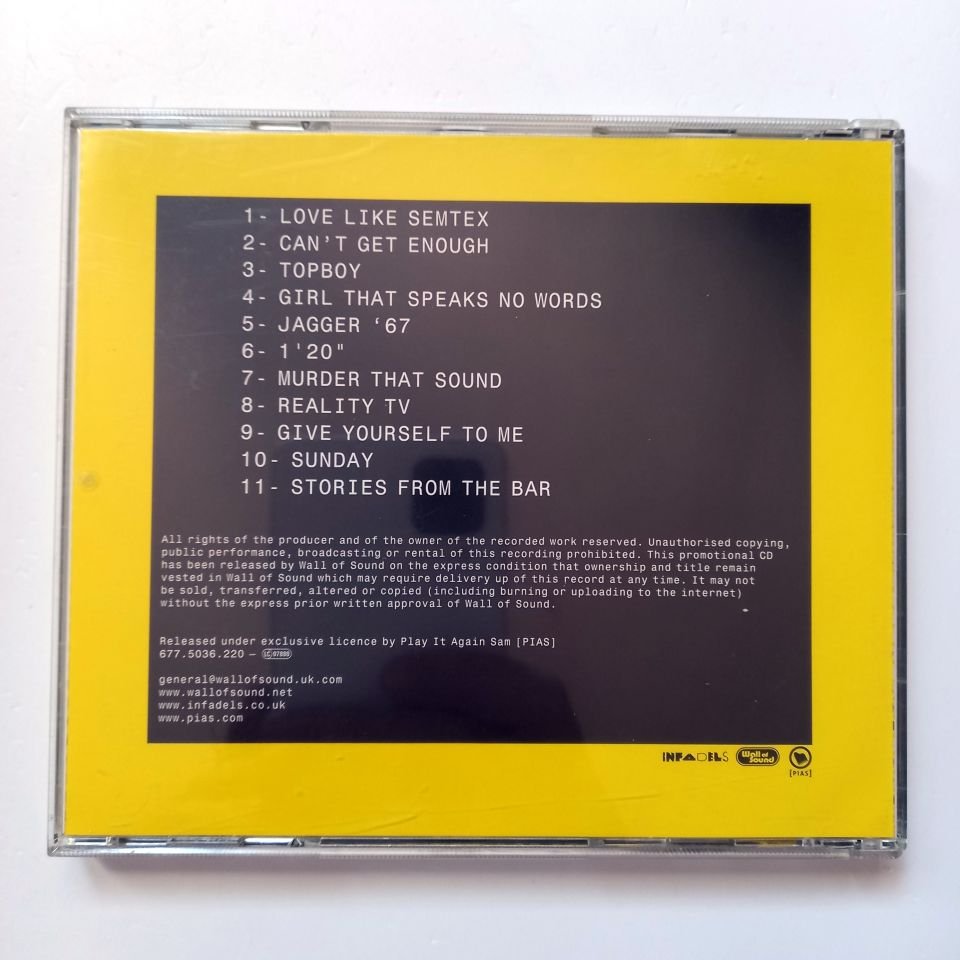 1- LOVE LIKE SEMTEX
2- CAN'T GET ENOUGH
3- TOPBOY
4- GIRL THAT SPEAKS NO WORDS
5- JAGGER ‘67
6- 1'20"
7- MURDER THAT SOUND
8- REALITY TV
9- GIVE YOURSELF TO ME
10- SUNDAY
11- STORIES FROM THE BAR
All rights of the producer and of the owner of the recorded work reserved. Unauthorised copying,
public performance, broadcasting or rental of this recording prohibited. This promotional CD
has been released by Wall of Sound on the express condition that ownership and title remain
vested in Wall of Sound which may require delivery up of this record at any time. It may not
be sold, transferred, altered or copied (including burning or uploading to the internet)
without the express prior written approval of Wall of Sound.
Released under exclusive licence by Play It Again Sam [PIAS]
677.5036.220 – LC
general@wallofsound.uk.com
www.wallofsound.net
www.infadels.co.uk
www.pias.com
INFADELS Wall of Sound
[PIAS]